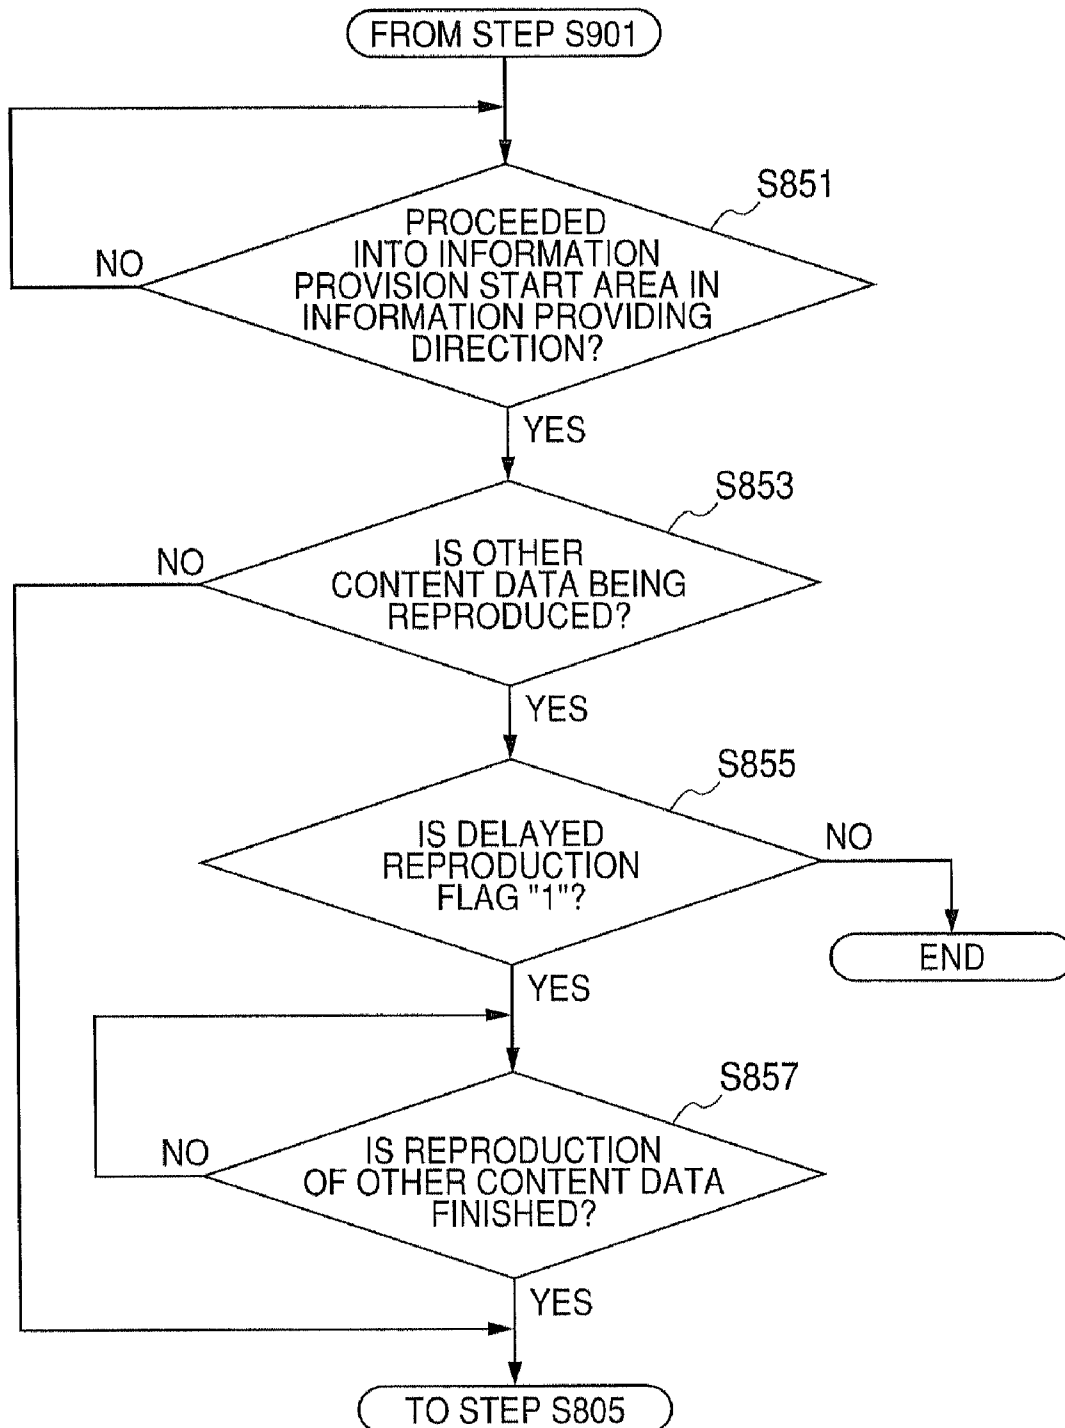 FROM STEP S901
S851
PROCEEDED
INTO INFORMATION
PROVISION START AREA IN
INFORMATION PROVIDING
DIRECTION?
NO
YES
S853
IS OTHER
CONTENT DATA BEING
REPRODUCED?
NO
YES
S855
IS DELAYED
REPRODUCTION
FLAG "1"?
NO
END
YES
S857
IS REPRODUCTION
OF OTHER CONTENT DATA
FINISHED?
NO
YES
TO STEP S805